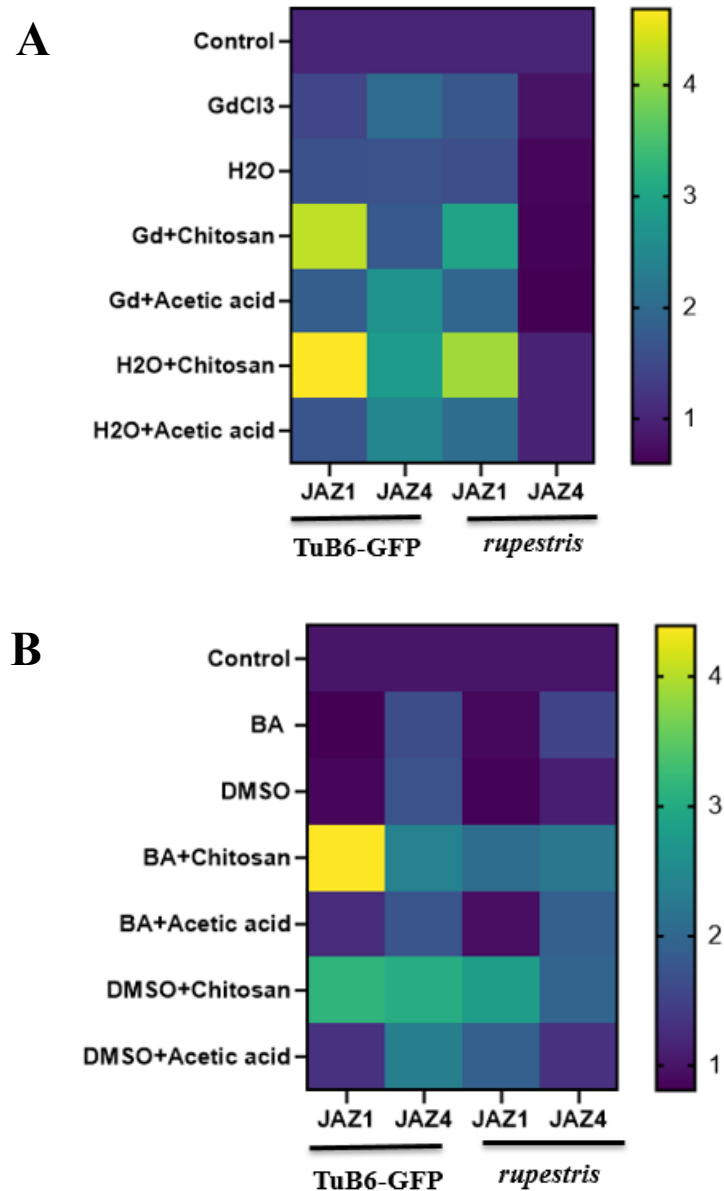 A
Control
GdCl3
H2O
Gd+Chitosan
Gd+Acetic acid
H2O+Chitosan
H2O+Acetic acid
4
3
2
1
JAZ1 JAZ4 JAZ1 JAZ4
TuB6-GFP rupestris
B
Control
BA
DMSO
BA+Chitosan
BA+Acetic acid
DMSO+Chitosan
DMSO+Acetic acid
4
3
2
1
JAZ1 JAZ4 JAZ1 JAZ4
TuB6-GFP rupestris